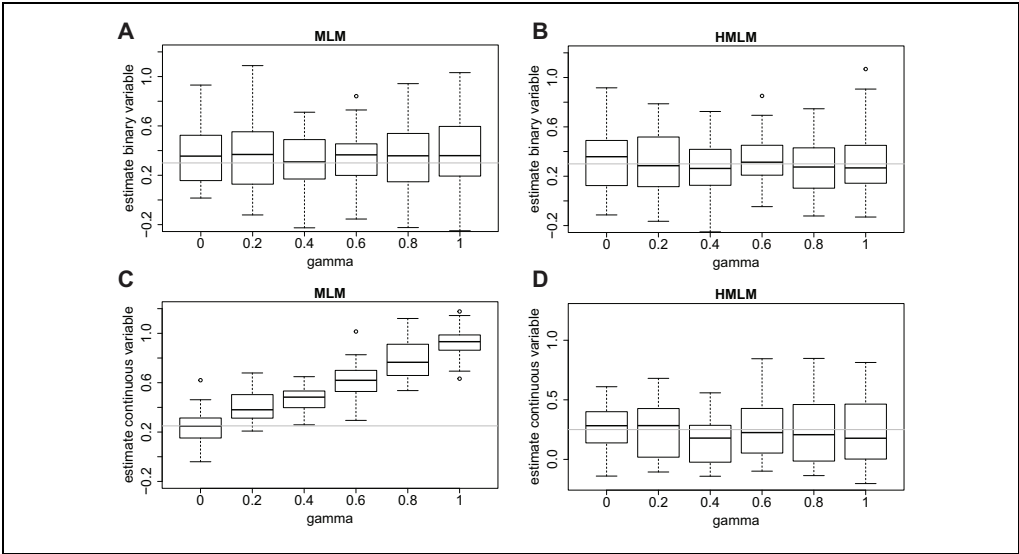 A
MLM
estimate binary variable
−0.2 0.2 0.6 1.0
0 0.2 0.4 0.6 0.8 1
gamma
B
HMLM
estimate binary variable
−0.2 0.2 0.6 1.0
0 0.2 0.4 0.6 0.8 1
gamma
C
MLM
estimate continuous variable
−0.2 0.2 0.6 1.0
0 0.2 0.4 0.6 0.8 1
gamma
D
HMLM
estimate continuous variable
0.0 0.5 1.0
0 0.2 0.4 0.6 0.8 1
gamma